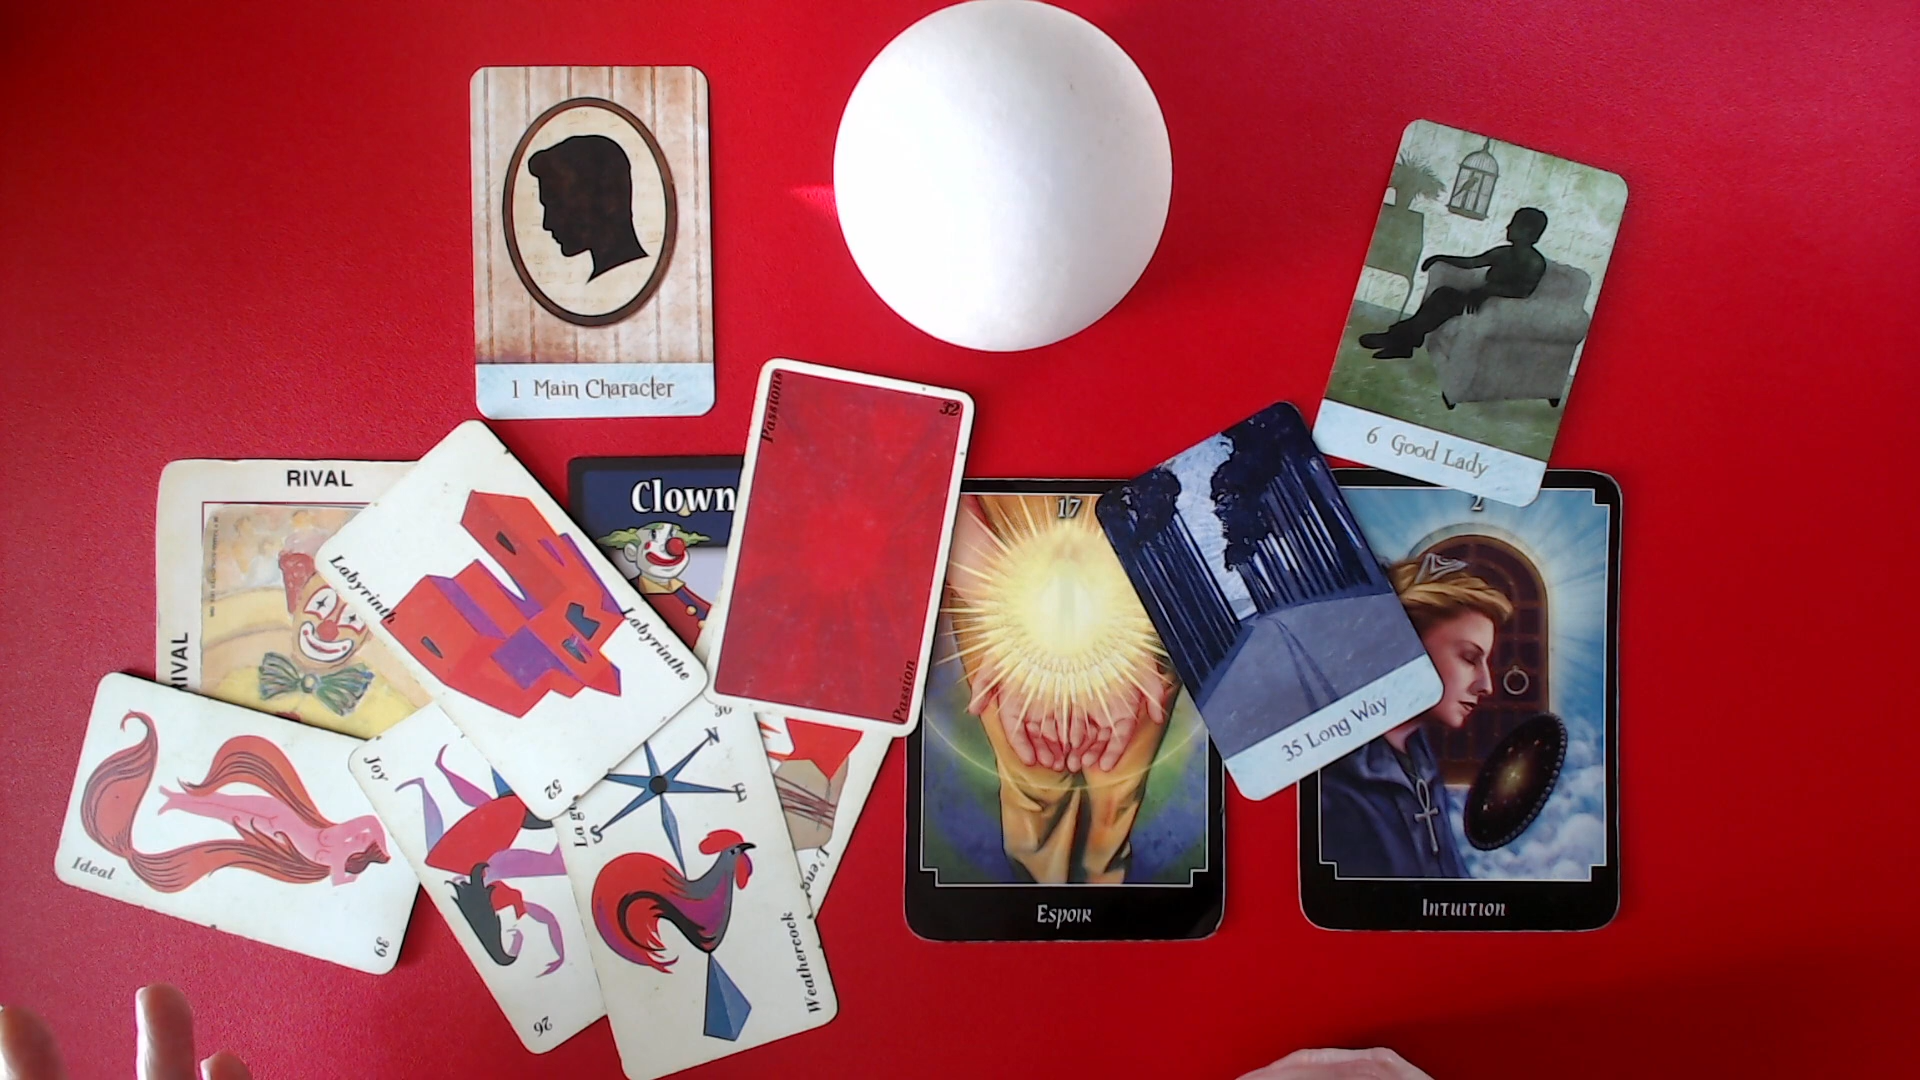 1 Main Character
6 Good Lady
RIVAL
RIVAL
Clown
Passions
32
Passion
Labyrinth
Labyrinthe
52
17
2
35 Long Way
Joy
26
30
N
E
S
Weathercock
Ideal
39
Espoir
Intuition